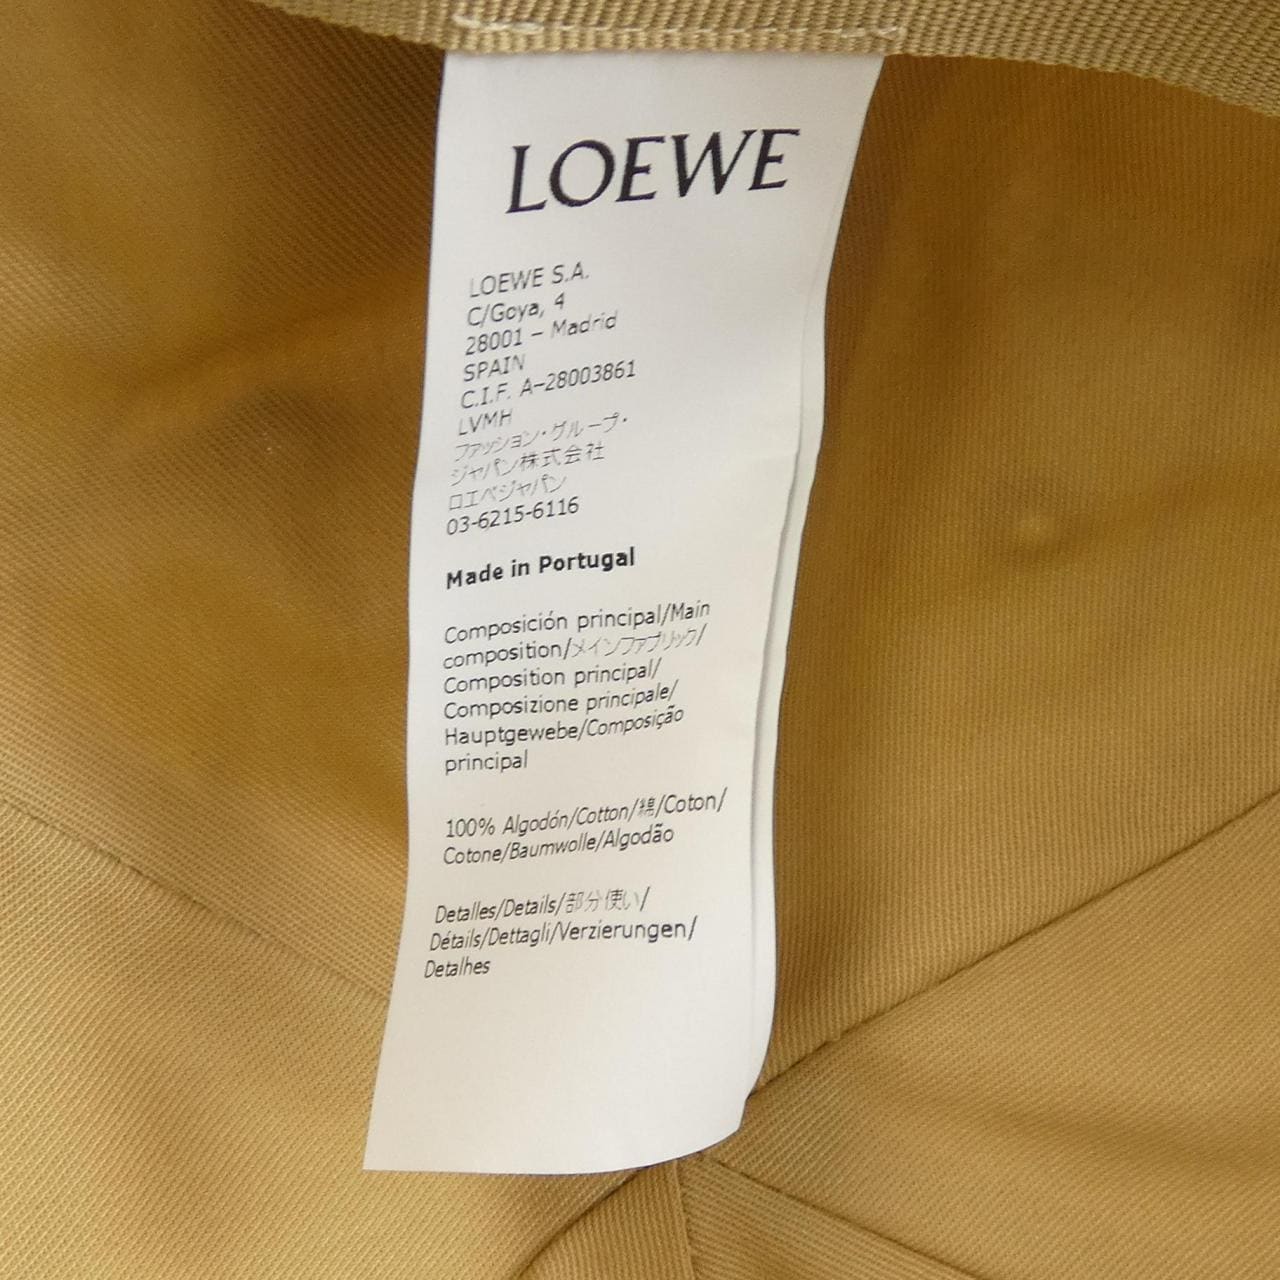 LOEWE
LOEWE S.A.
C/Goya, 4
28001 – Madrid
SPAIN
C.I.F. A-28003861
LVMH
ファッション・グループ・
ジャパン株式会社
ロエベジャパン
03-6215-6116
Made in Portugal
Composición principal/Main
composition/メインファブリック/
Composition principal/
Composizione principale/
Hauptgewebe/Composição
principal
100% Algodón/Cotton/綿/Coton/
Cotone/Baumwolle/Algodão
Detalles/Details/部分使い/
Détails/Dettagli/Verzierungen/
Detalhes